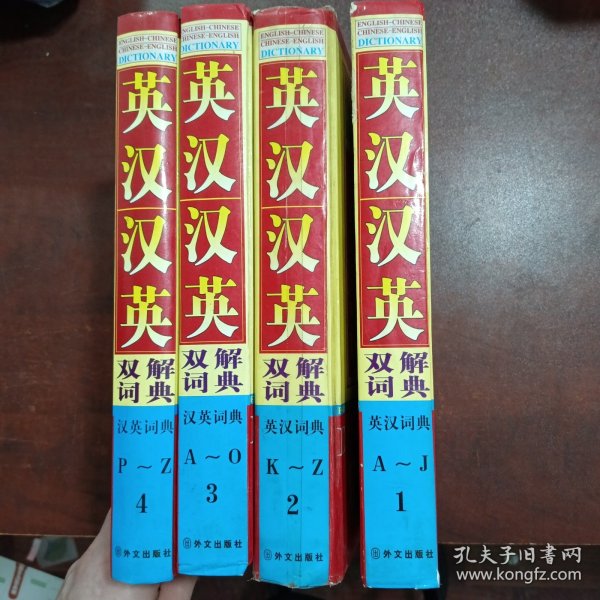 ENGLISH-CHINESE
CHINESE-ENGLISH
DICTIONARY
英汉汉英
双解
词典
汉英词典
P～Z
4
外文出版社
ENGLISH-CHINESE
CHINESE-ENGLISH
DICTIONARY
英汉汉英
双解
词典
汉英词典
A～O
3
外文出版社
ENGLISH-CHINESE
CHINESE-ENGLISH
DICTIONARY
英汉汉英
双解
词典
英汉词典
K～Z
2
外文出版社
ENGLISH-CHINESE
CHINESE-ENGLISH
DICTIONARY
英汉汉英
双解
词典
英汉词典
A～J
1
外文出版社
孔夫子旧书网
www.kongfz.com